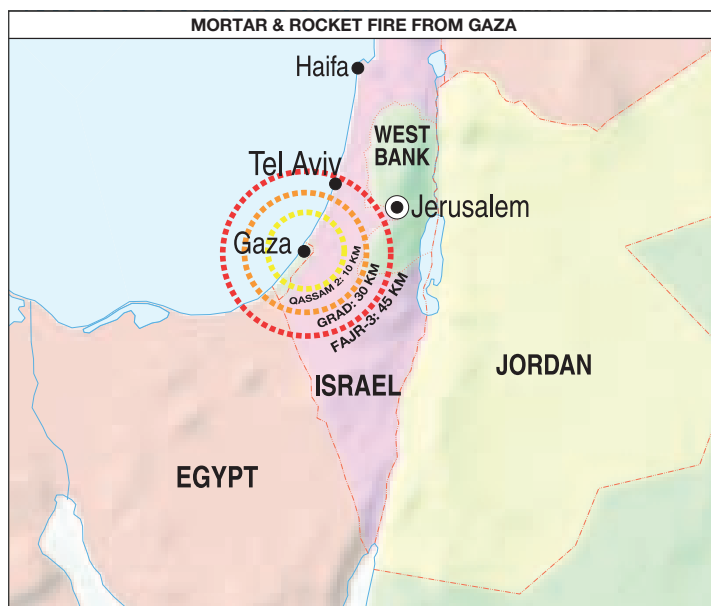 MORTAR & ROCKET FIRE FROM GAZA
Haifa
WEST
BANK
Tel Aviv
Jerusalem
Gaza
QASSAM 2: 10 KM
GRAD: 30 KM
FAJR-3: 45 KM
ISRAEL
JORDAN
EGYPT